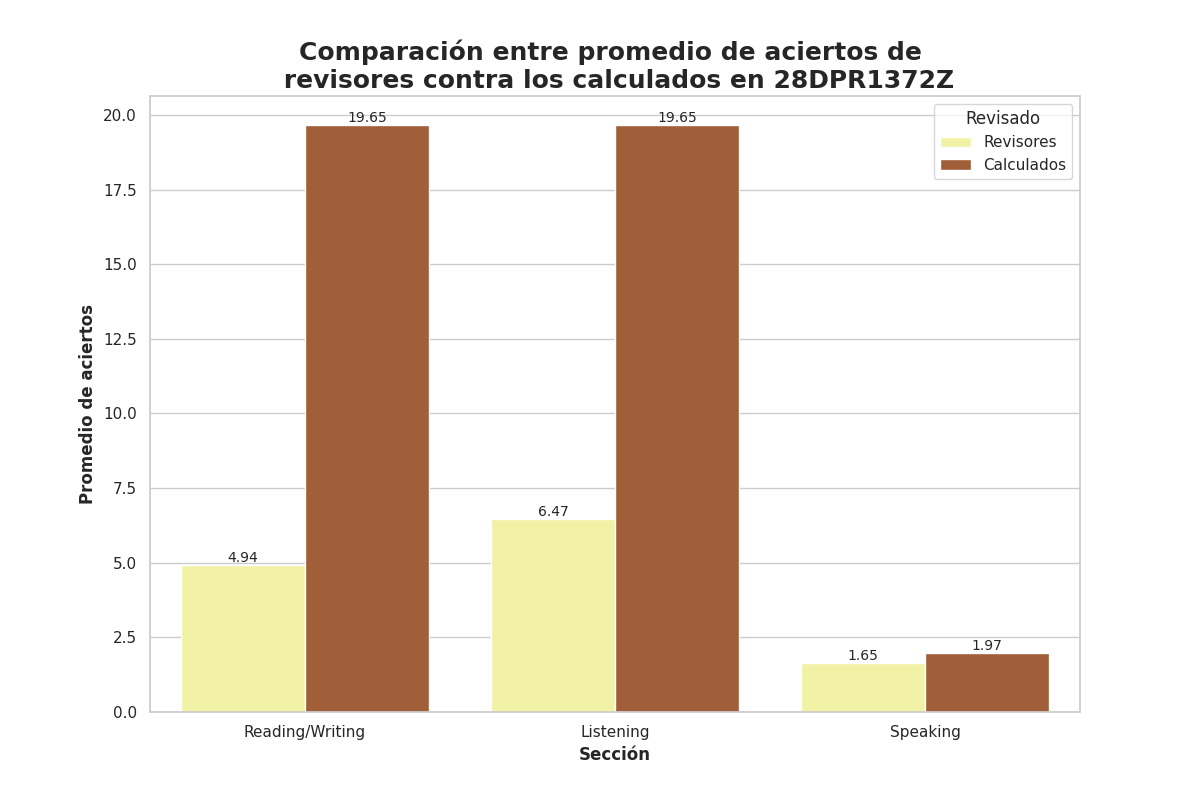 Comparación entre promedio de aciertos de
revisores contra los calculados en 28DPR1372Z
Promedio de aciertos
20.0
17.5
15.0
12.5
10.0
7.5
5.0
2.5
0.0
4.94
19.65
6.47
19.65
1.65
1.97
Revisado
Revisores
Calculados
Reading/Writing
Listening
Speaking
Sección